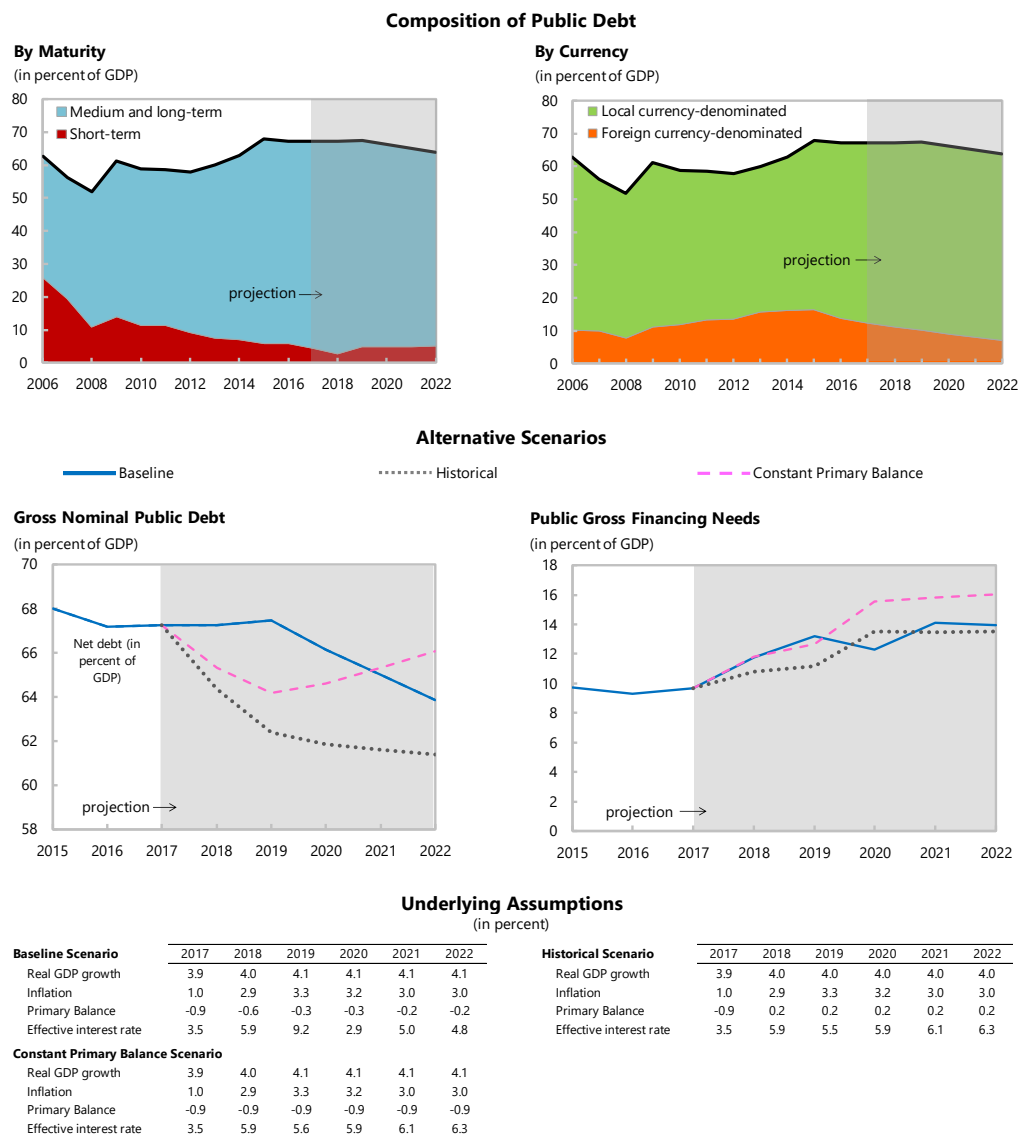 Composition of Public Debt
By Maturity
(in percent of GDP)
80
70
60
50
40
30
20
10
0
Medium and long-term
Short-term
projection
2006 2008 2010 2012 2014 2016 2018 2020 2022
By Currency
(in percent of GDP)
80
70
60
50
40
30
20
10
0
Local currency-denominated
Foreign currency-denominated
projection
2006 2008 2010 2012 2014 2016 2018 2020 2022
Alternative Scenarios
Baseline Historical Constant Primary Balance
Gross Nominal Public Debt
(in percent of GDP)
70
68
66
64
62
60
58
Net debt (in
percent of
GDP)
projection
2015 2016 2017 2018 2019 2020 2021 2022
Public Gross Financing Needs
(in percent of GDP)
18
16
14
12
10
8
6
4
2
0
projection
2015 2016 2017 2018 2019 2020 2021 2022
Underlying Assumptions
(in percent)
Baseline Scenario 2017 2018 2019 2020 2021 2022
Real GDP growth 3.9 4.0 4.1 4.1 4.1 4.1
Inflation 1.0 2.9 3.3 3.2 3.0 3.0
Primary Balance -0.9 -0.6 -0.3 -0.3 -0.2 -0.2
Effective interest rate 3.5 5.9 9.2 2.9 5.0 4.8
Constant Primary Balance Scenario
Real GDP growth 3.9 4.0 4.1 4.1 4.1 4.1
Inflation 1.0 2.9 3.3 3.2 3.0 3.0
Primary Balance -0.9 -0.9 -0.9 -0.9 -0.9 -0.9
Effective interest rate 3.5 5.9 5.6 5.9 6.1 6.3
Historical Scenario 2017 2018 2019 2020 2021 2022
Real GDP growth 3.9 4.0 4.0 4.0 4.0 4.0
Inflation 1.0 2.9 3.3 3.2 3.0 3.0
Primary Balance -0.9 0.2 0.2 0.2 0.2 0.2
Effective interest rate 3.5 5.9 5.5 5.9 6.1 6.3